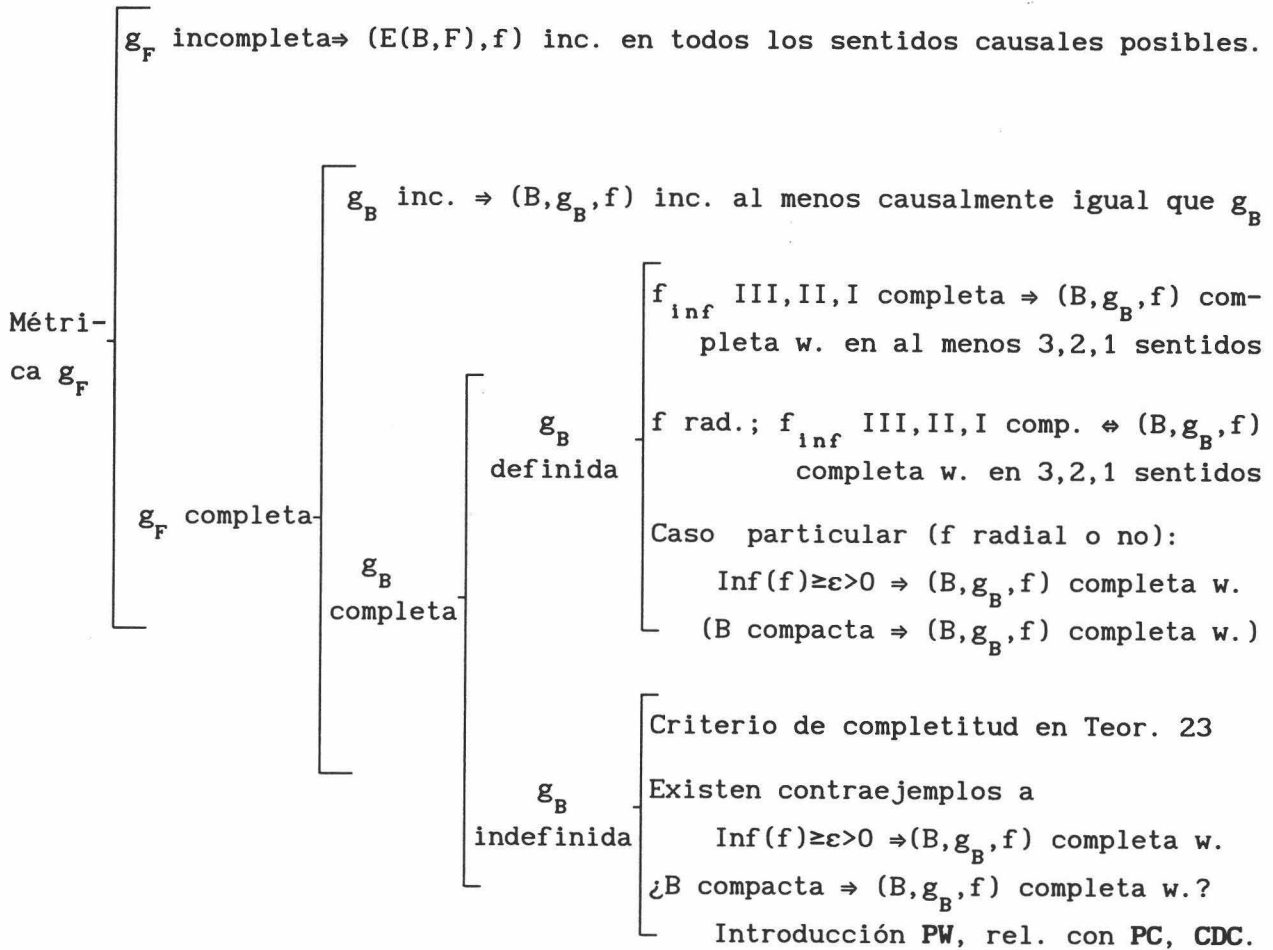 g_F incompleta⇒ (E(B,F),f) inc. en todos los sentidos causales posibles.
g_B inc. ⇒ (B,g_B,f) inc. al menos causalmente igual que g_B
Métri-
ca g_F
g_F completa
g_B
completa
g_B
definida
f_inf III,II,I completa ⇒ (B,g_B,f) com-
pleta w. en al menos 3,2,1 sentidos
f rad.; f_inf III,II,I comp. ⇔ (B,g_B,f)
completa w. en 3,2,1 sentidos
Caso particular (f radial o no):
Inf(f)≥ε>0 ⇒ (B,g_B,f) completa w.
(B compacta ⇒ (B,g_B,f) completa w.)
g_B
indefinida
Criterio de completitud en Teor. 23
Existen contraejemplos a
Inf(f)≥ε>0 ⇒(B,g_B,f) completa w.
¿B compacta ⇒ (B,g_B,f) completa w.?
Introducción PW, rel. con PC, CDC.